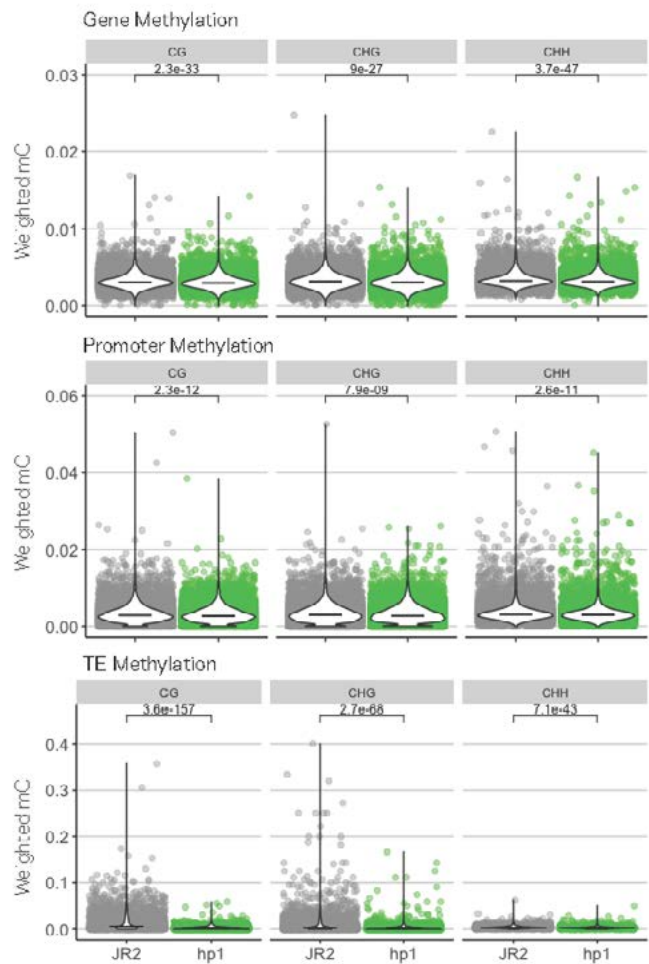 Gene Methylation
CG CHG CHH
2.3e-33 9e-27 3.7e-47
0.03
0.02
0.01
0.00
Weighted mC
Promoter Methylation
CG CHG CHH
2.3e-12 7.9e-09 2.6e-11
0.06
0.04
0.02
0.00
Weighted mC
TE Methylation
CG CHG CHH
3.6e-157 2.7e-68 7.1e-43
0.4
0.3
0.2
0.1
0.0
Weighted mC
JR2 hp1 JR2 hp1 JR2 hp1